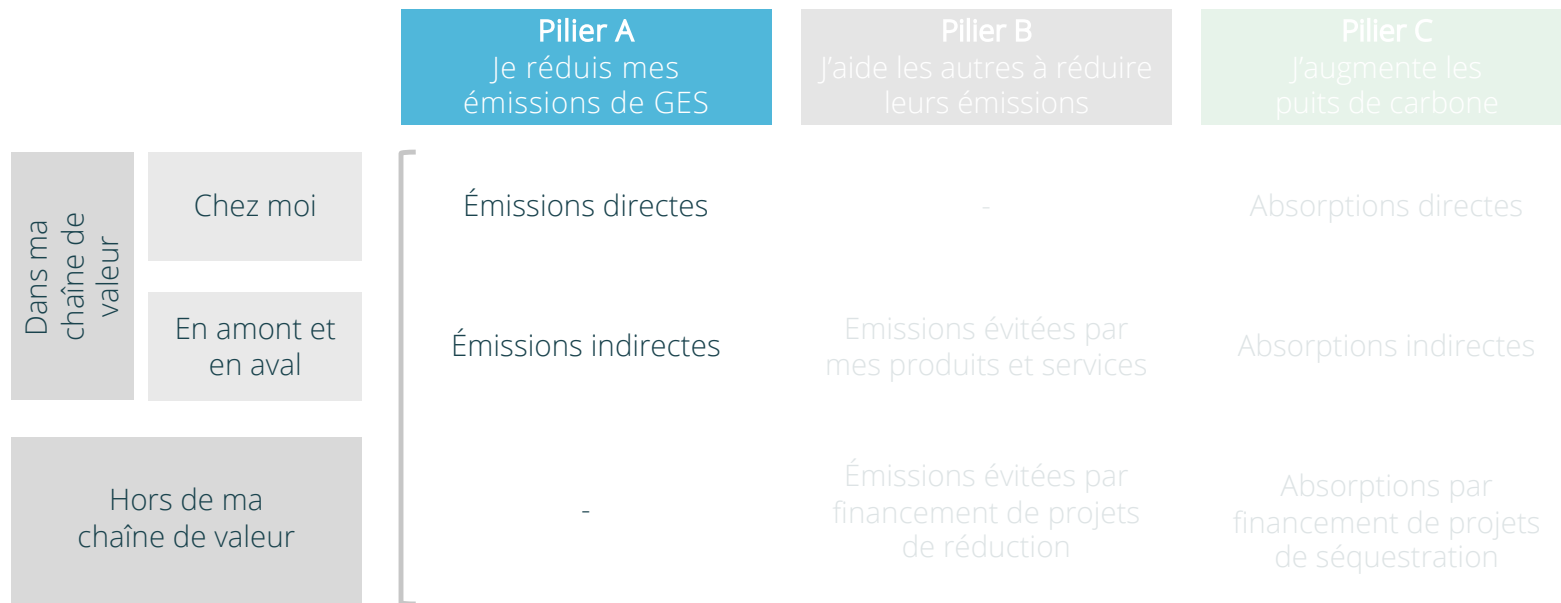 Pilier A
Je réduis mes
émissions de GES
Pilier B
J’aide les autres à réduire
leurs émissions
Pilier C
J’augmente les
puits de carbone
Dans ma
chaîne de
valeur
Chez moi
Émissions directes
-
Absorptions directes
En amont et
en aval
Émissions indirectes
Emissions évitées par
mes produits et services
Absorptions indirectes
Hors de ma
chaîne de valeur
-
Émissions évitées par
financement de projets
de réduction
Absorptions par
financement de projets
de séquestration